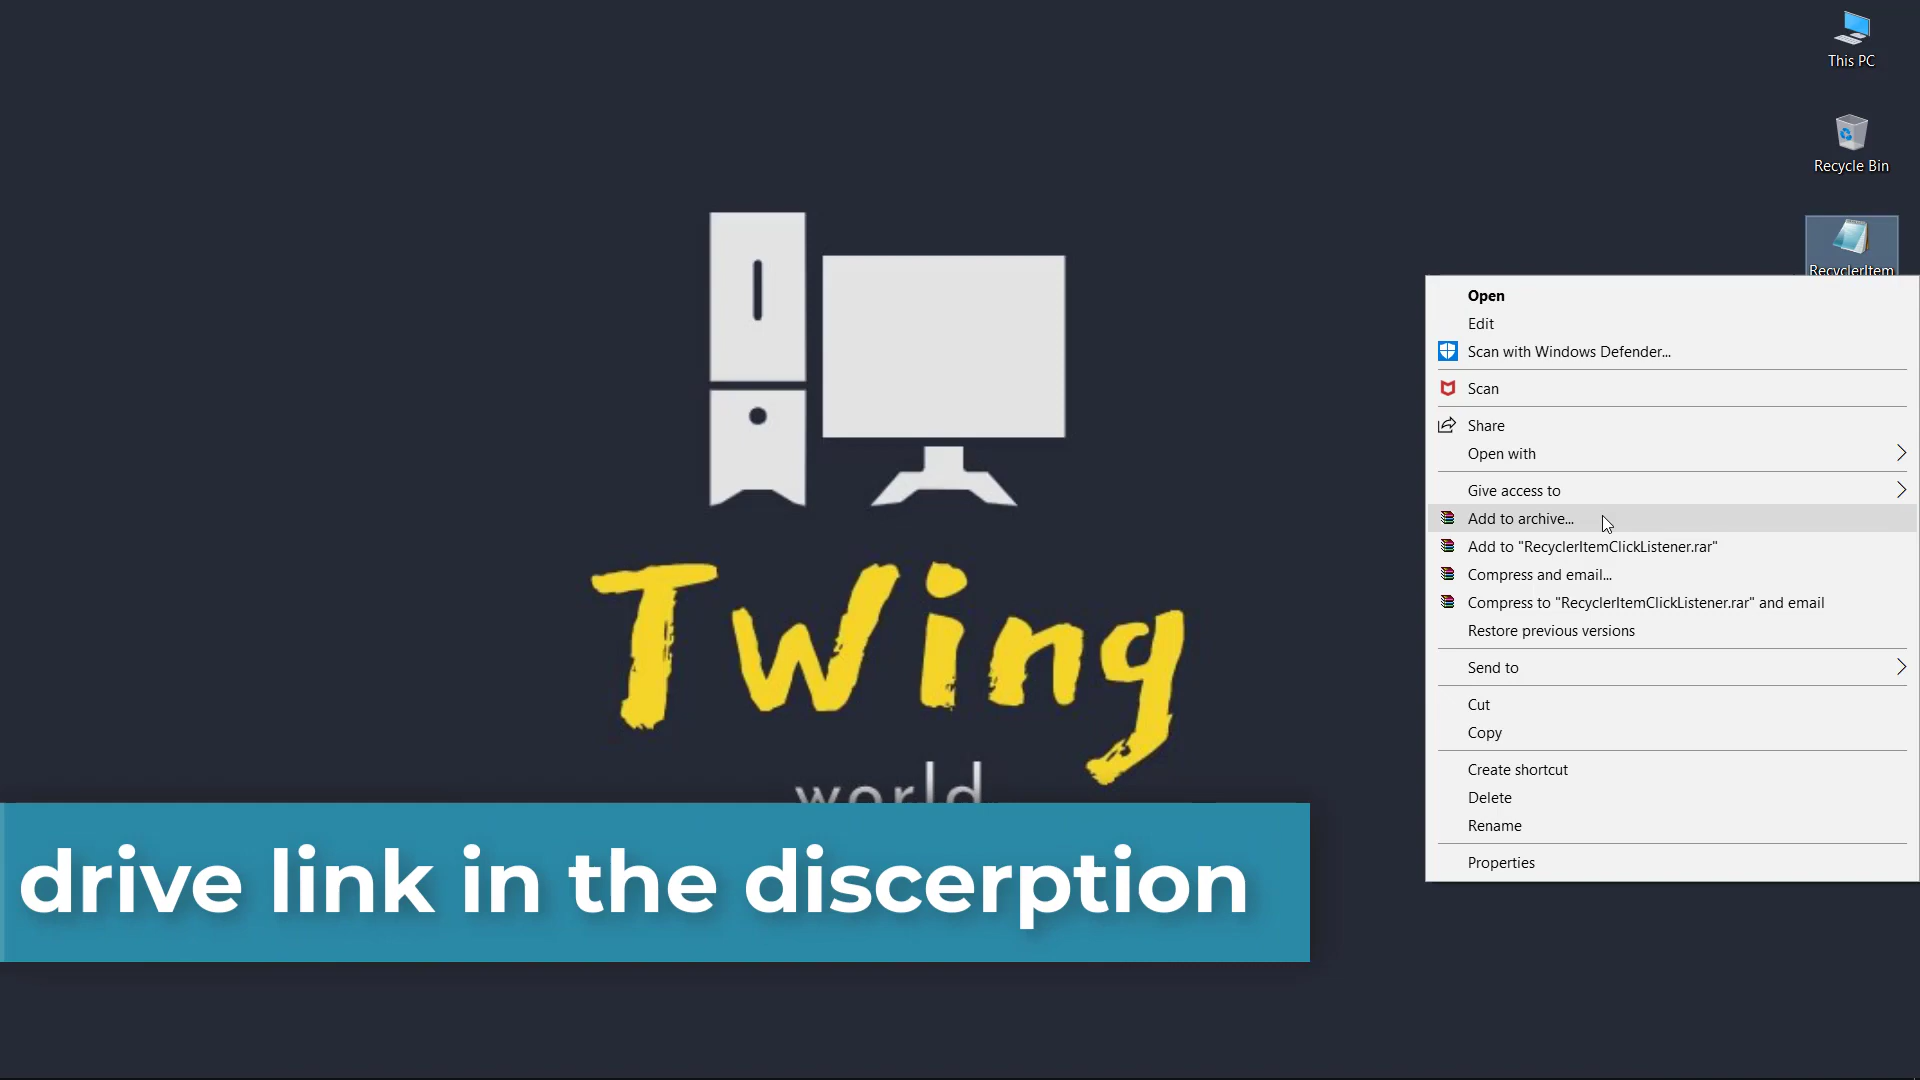 This PC
Recycle Bin
RecyclerItem
Open
Edit
Scan with Windows Defender...
Scan
Share
Open with
Give access to
Add to archive...
Add to "RecyclerItemClickListener.rar"
Compress and email...
Compress to "RecyclerItemClickListener.rar" and email
Restore previous versions
Send to
Cut
Copy
Create shortcut
Delete
Rename
Properties
TWing
world
drive link in the discerption